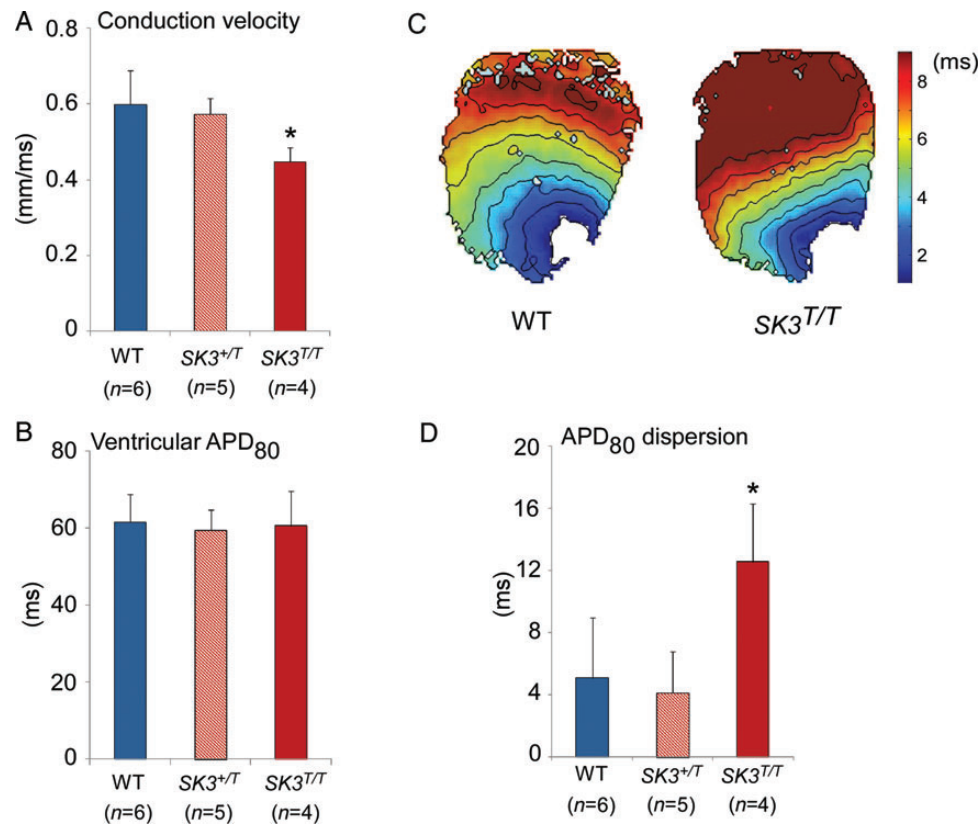 A Conduction velocity
0.8
0.6
0.4
0.2
0
(mm/ms)
*
WT SK3+/T SK3T/T
(n=6) (n=5) (n=4)
C
(ms)
8
6
4
2
WT SK3T/T
B Ventricular APD80
80
60
40
20
0
(ms)
WT SK3+/T SK3T/T
(n=6) (n=5) (n=4)
D APD80 dispersion
20
16
12
8
4
0
(ms)
*
WT SK3+/T SK3T/T
(n=6) (n=5) (n=4)